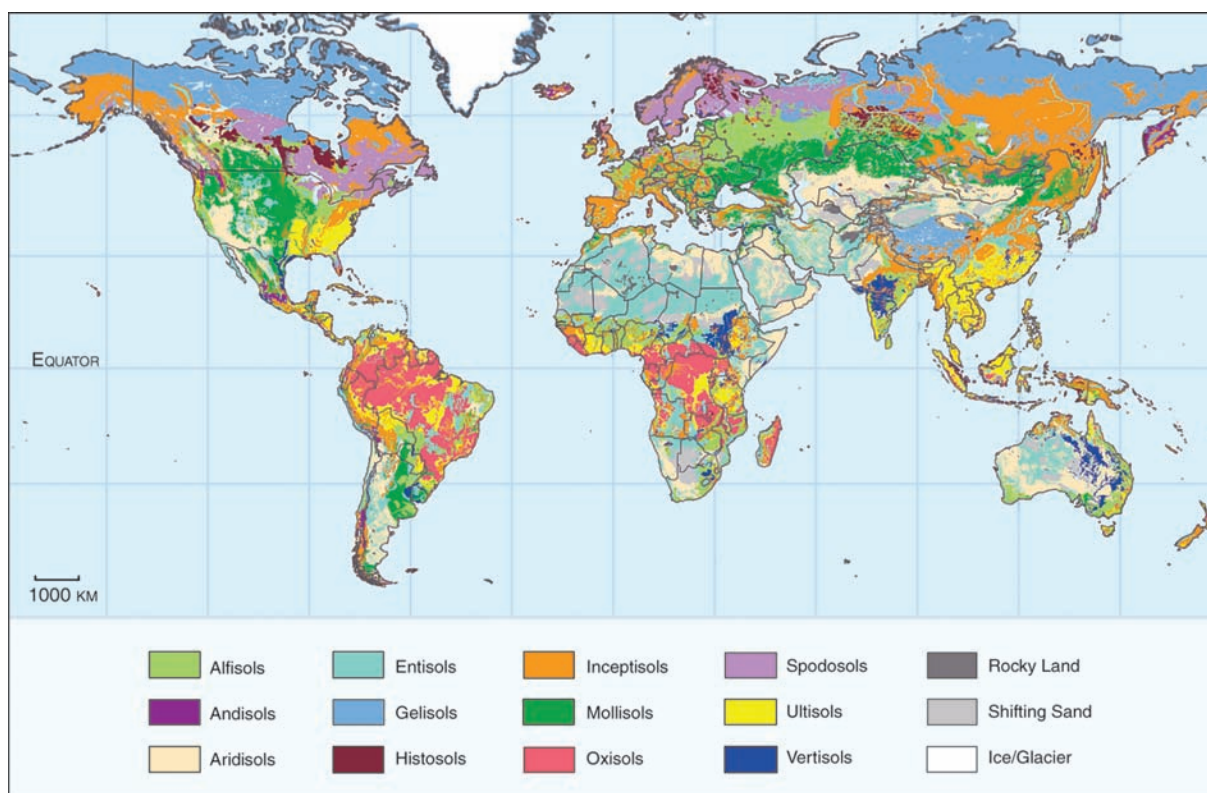 EQUATOR
1000 KM
Alfisols
Entisols
Inceptisols
Spodosols
Rocky Land
Andisols
Gelisols
Mollisols
Ultisols
Shifting Sand
Aridisols
Histosols
Oxisols
Vertisols
Ice/Glacier